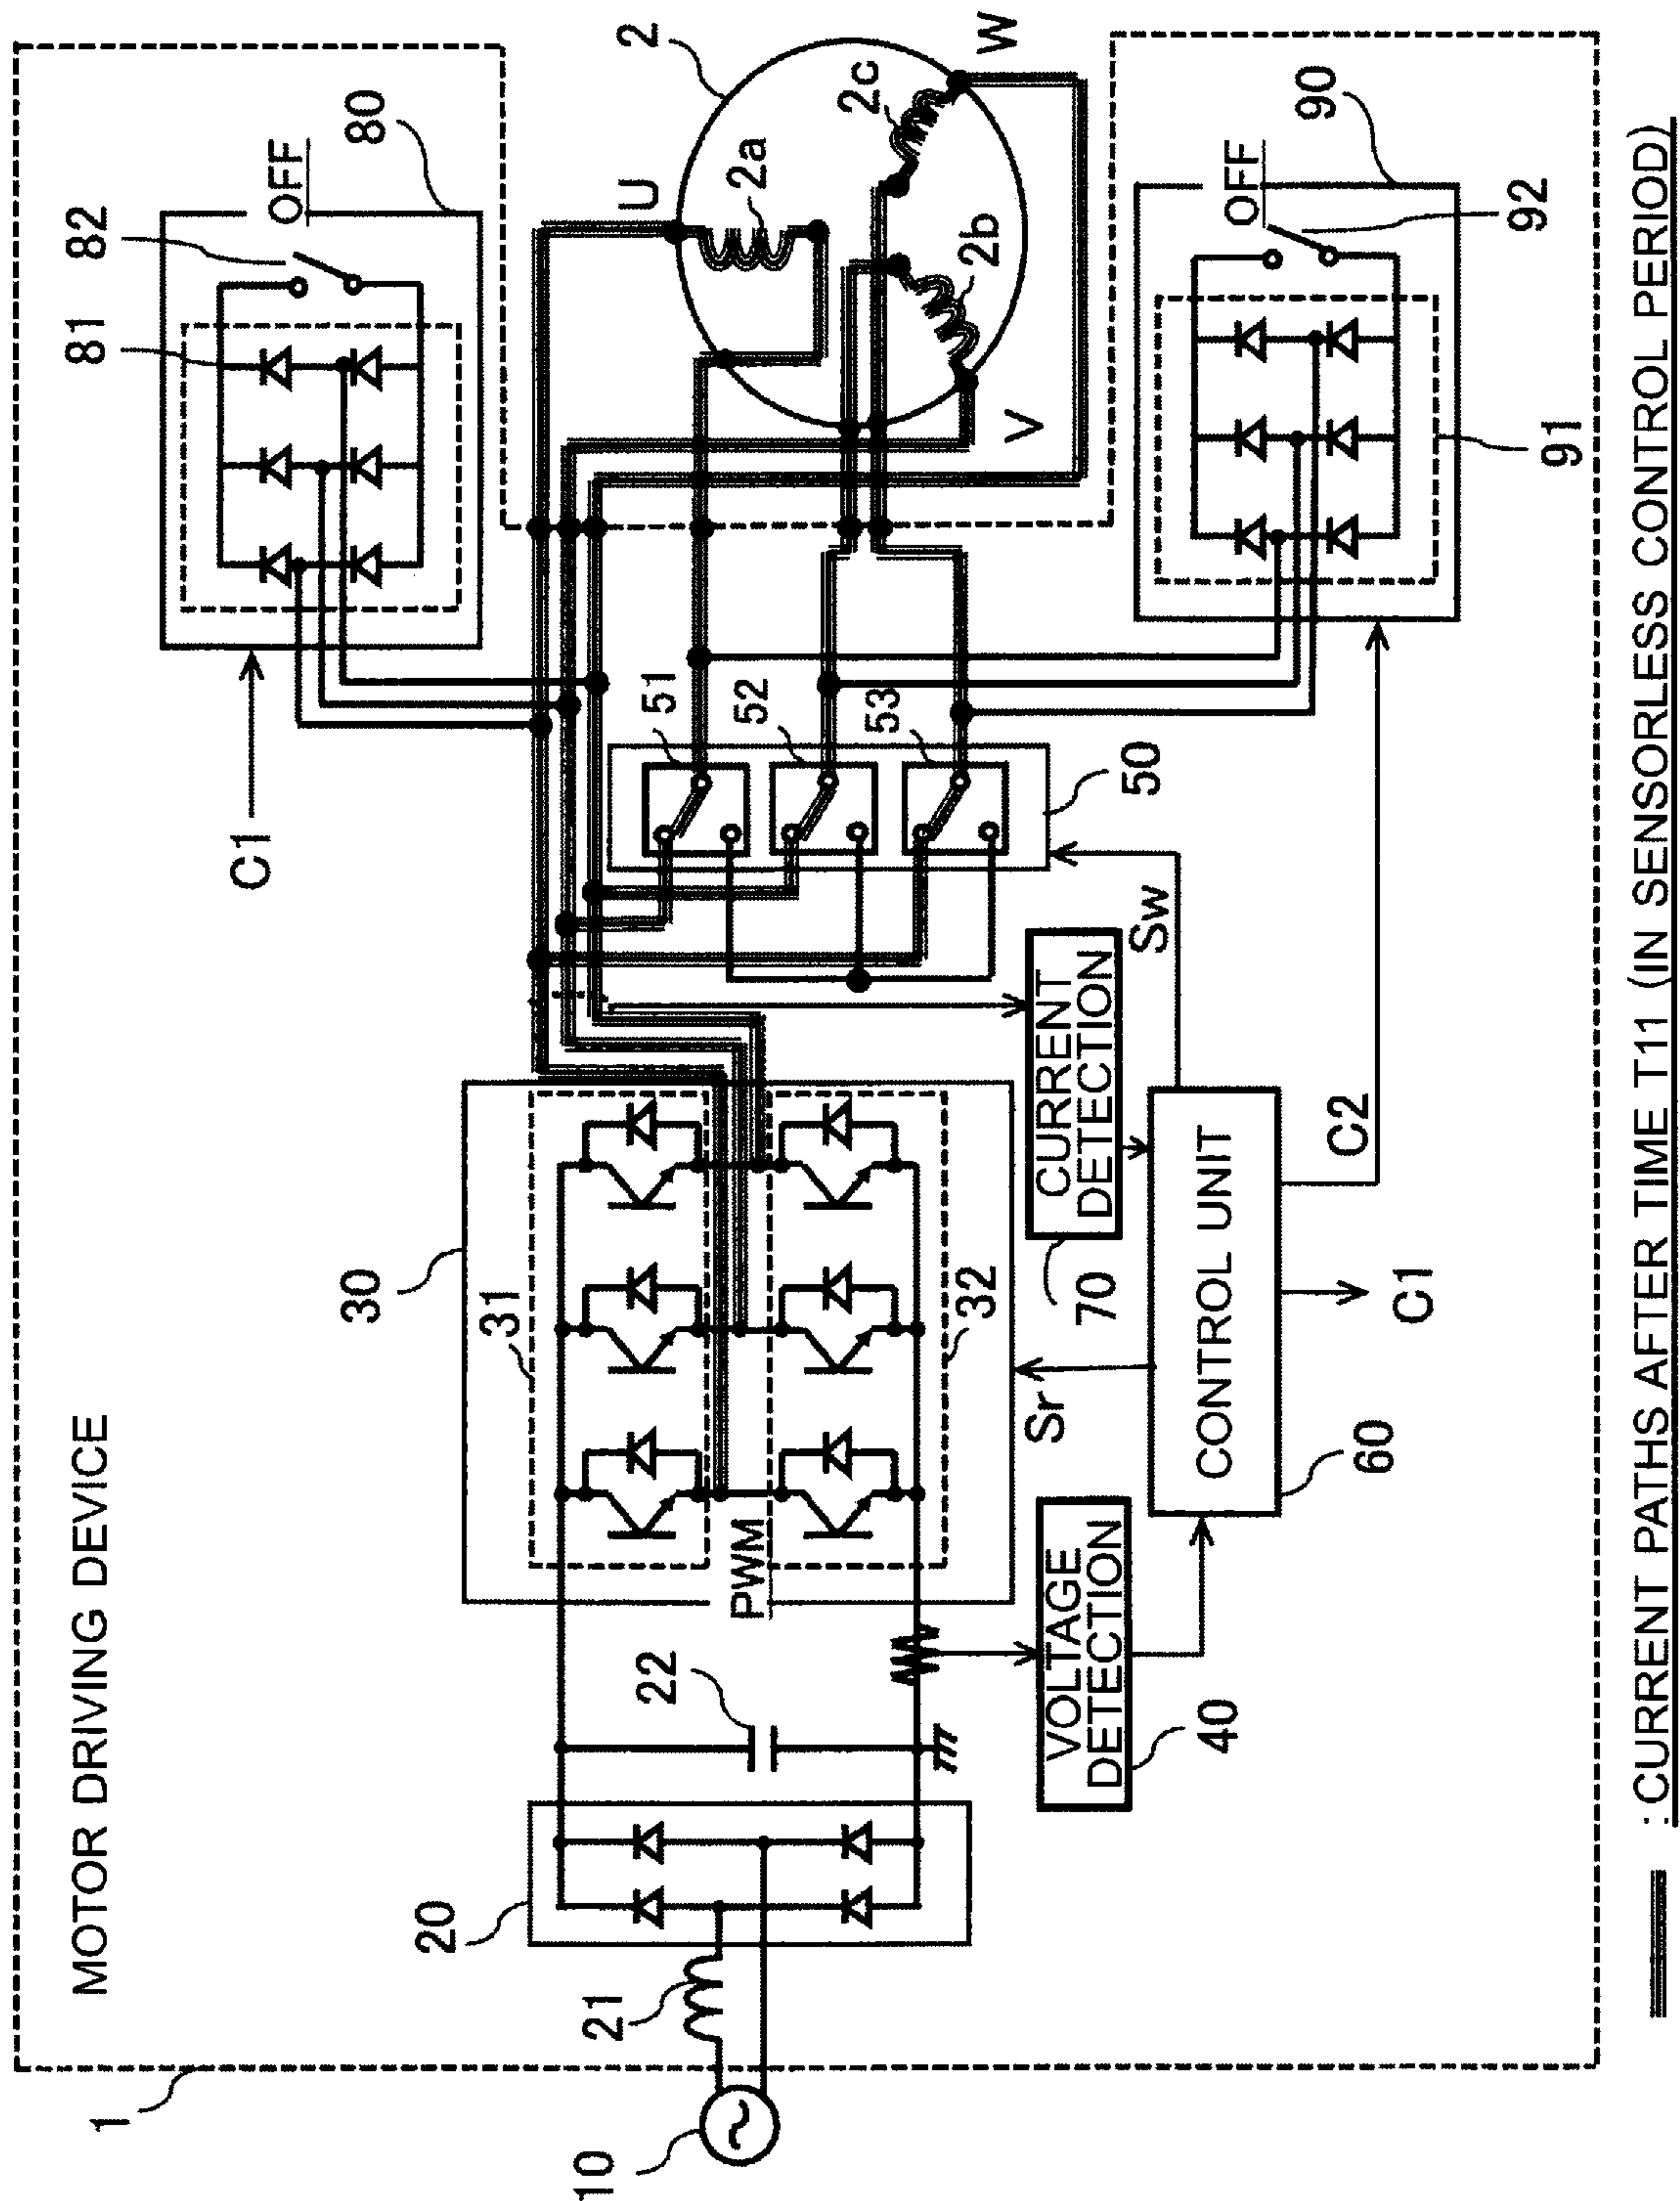 MOTOR DRIVING DEVICE
1
10
21
20
22
30
31
32
PWM
40
VOLTAGE
DETECTION
Sr
60
CONTROL UNIT
70
CURRENT
DETECTION
Sw
C1
C2
50
51
52
53
C1
80
81
82
OFF
U
2
2a
2b
2c
V
W
90
91
92
OFF
: CURRENT PATHS AFTER TIME T11 (IN SENSORLESS CONTROL PERIOD)